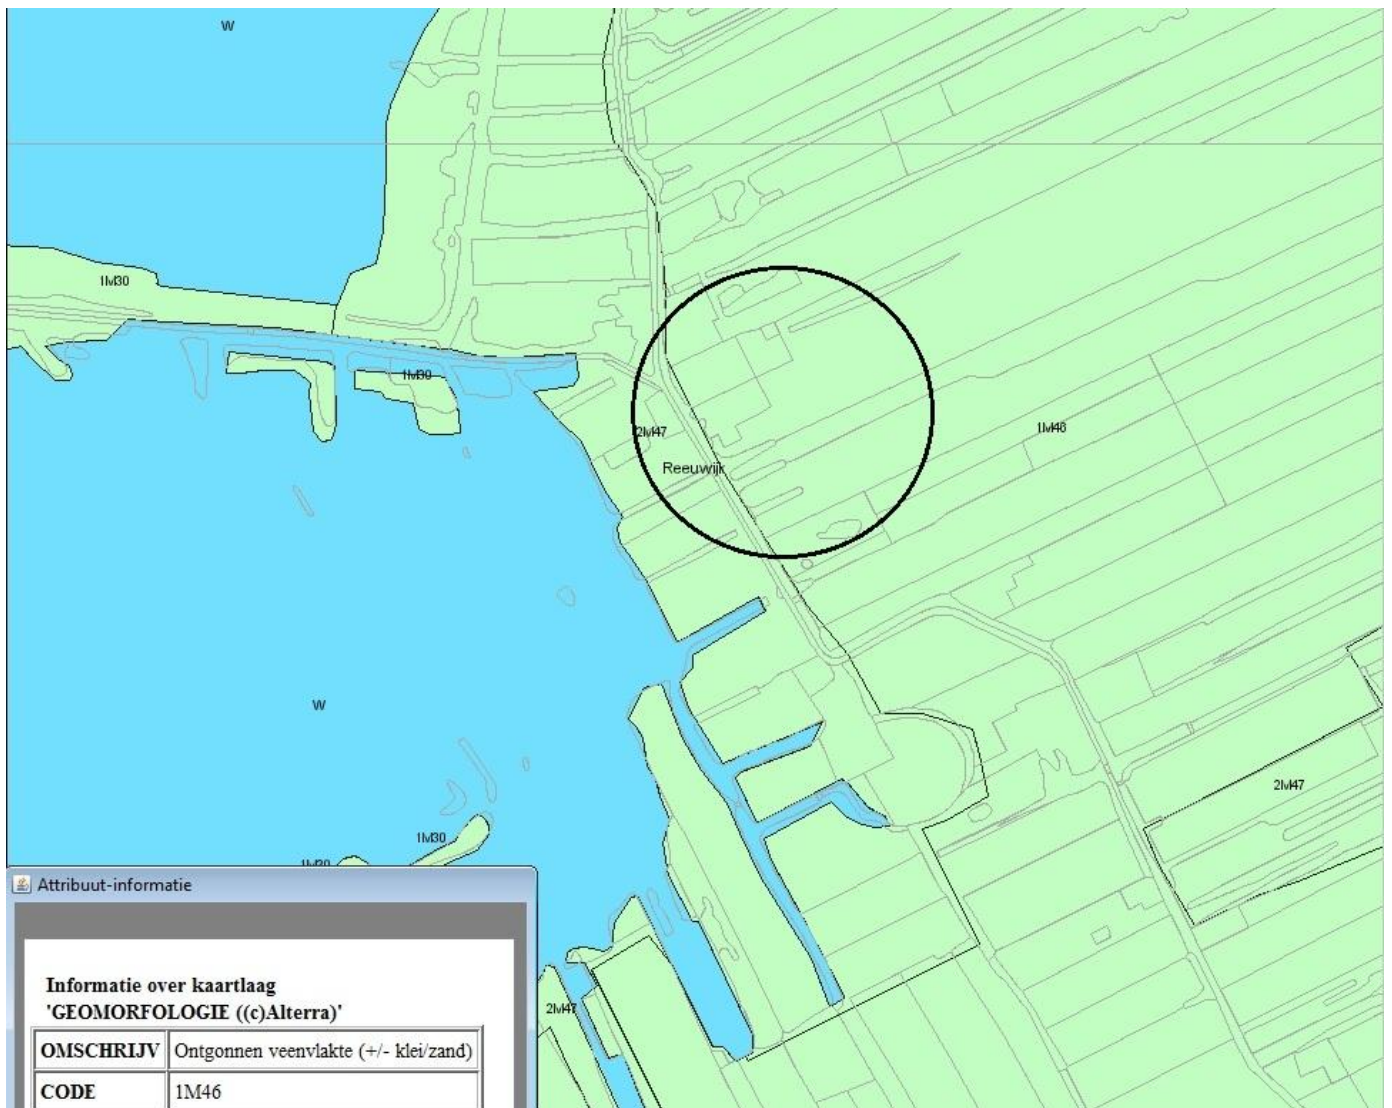 W
1M30
1M30
2M47
1M46
Reeuwijk
W
2M47
1M30
1M30
2M47
Attribuut-informatie
Informatie over kaartlaag
'GEOMORFOLOGIE ((c)Alterra)'
OMSCHRIJV Ontgonnen veenvlakte (+/- klei/zand)
CODE 1M46